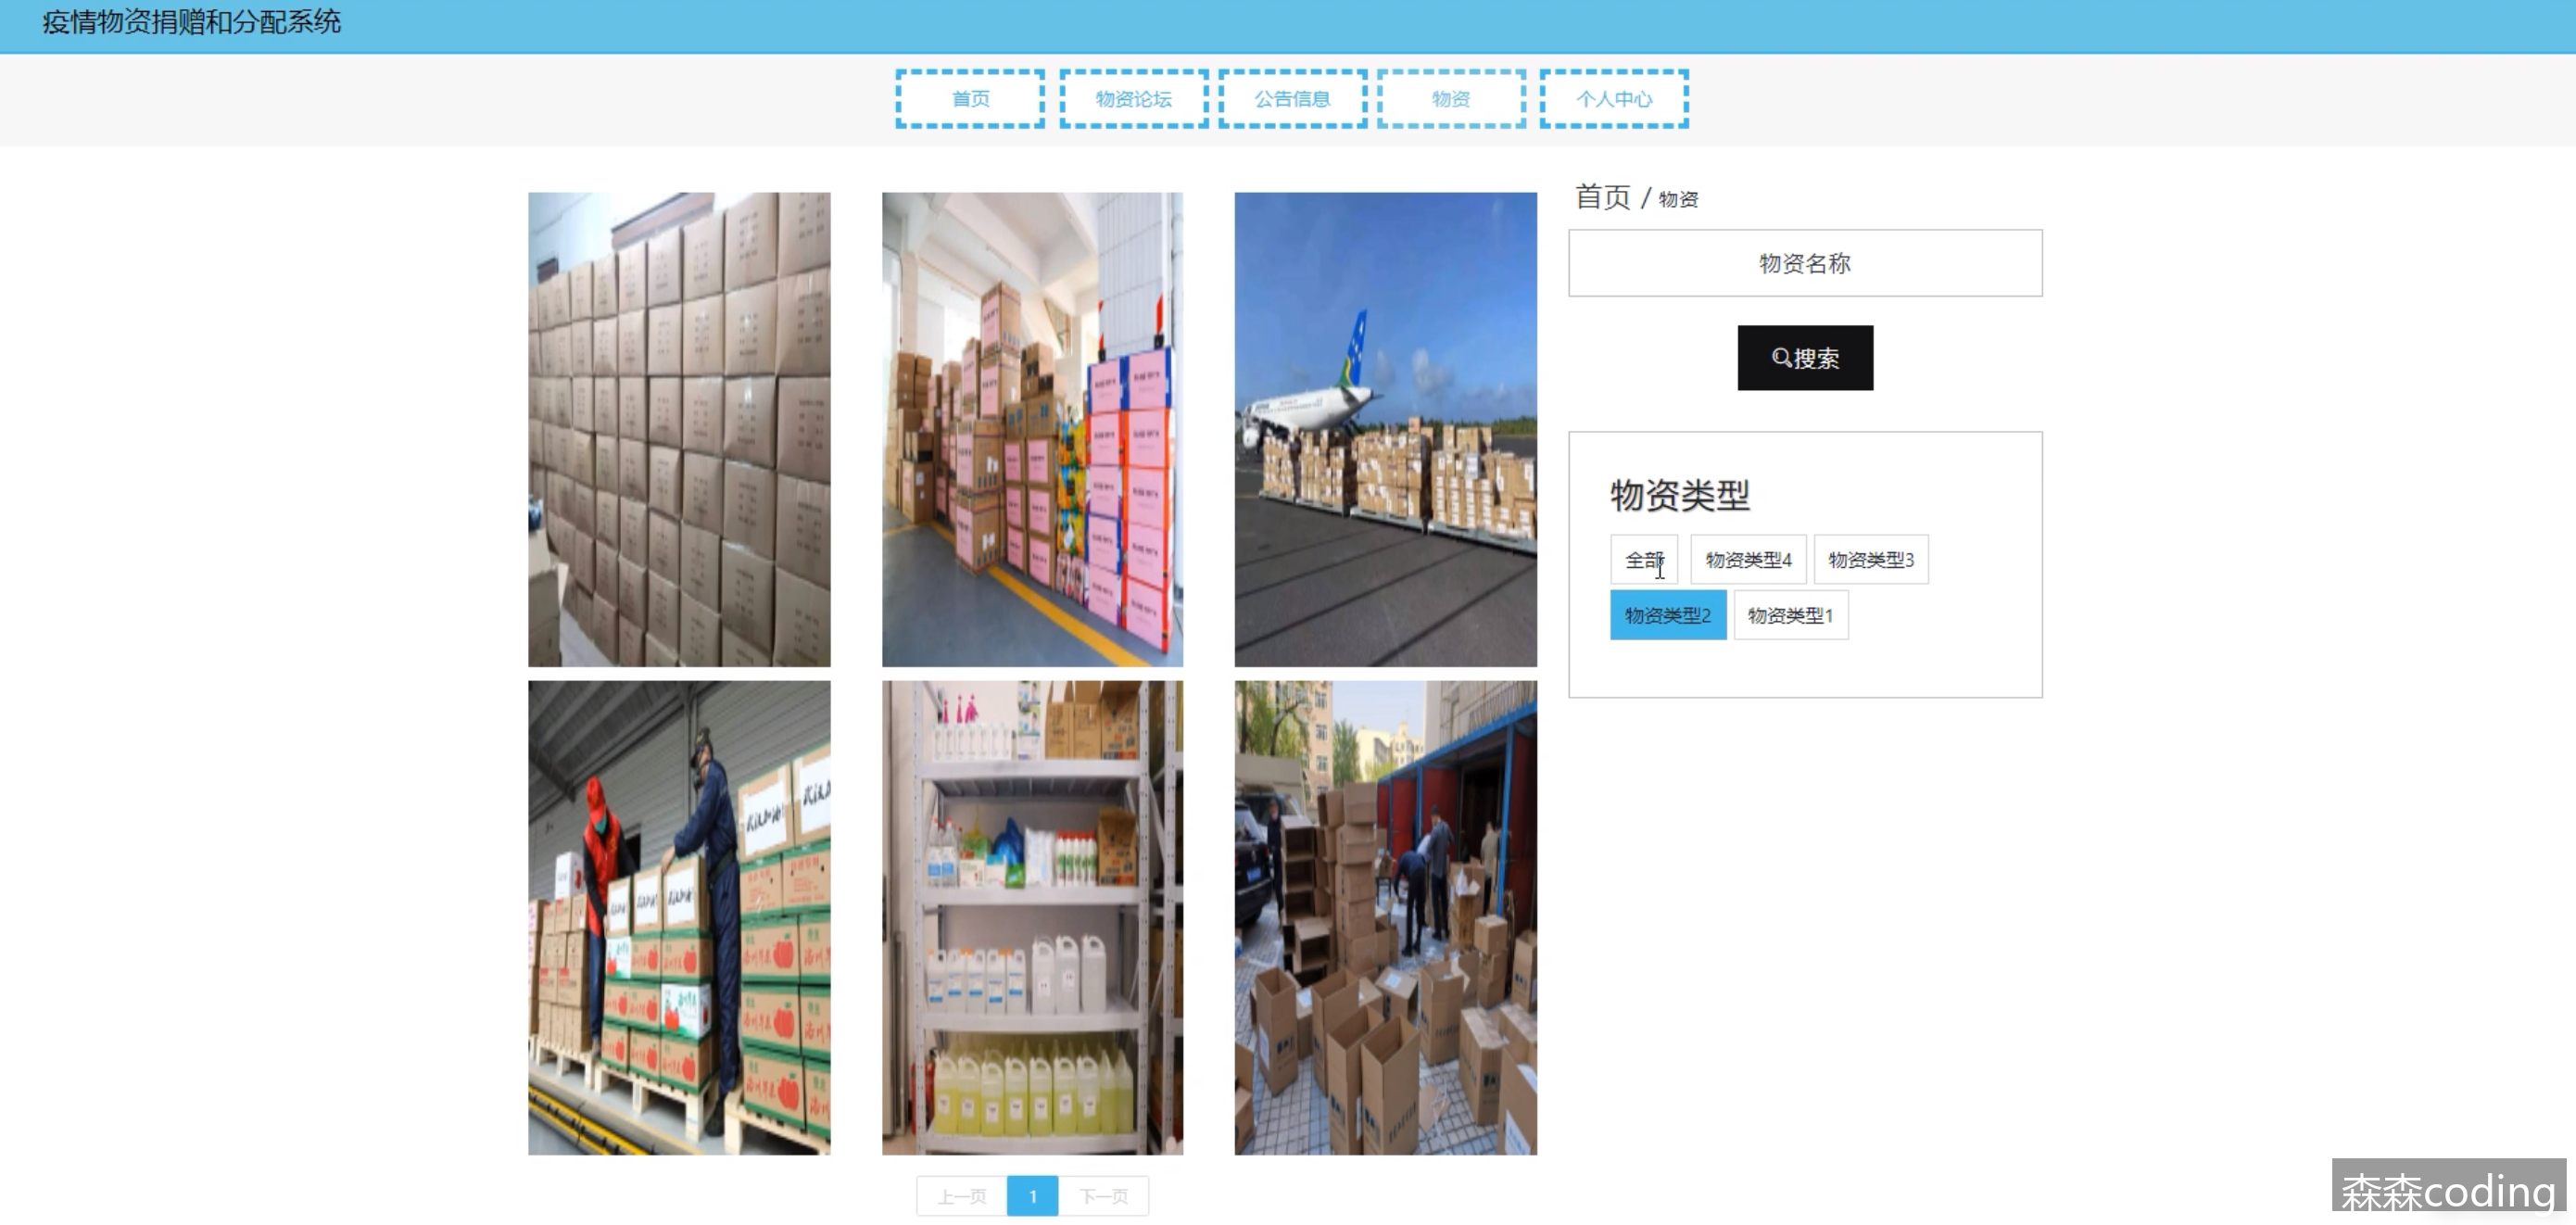 疫情物资捐赠和分配系统
首页
物资论坛
公告信息
物资
个人中心
首页 / 物资
物资名称
搜索
物资类型
全部
物资类型4
物资类型3
物资类型2
物资类型1
武汉加油!
上一页
1
下一页
森森coding